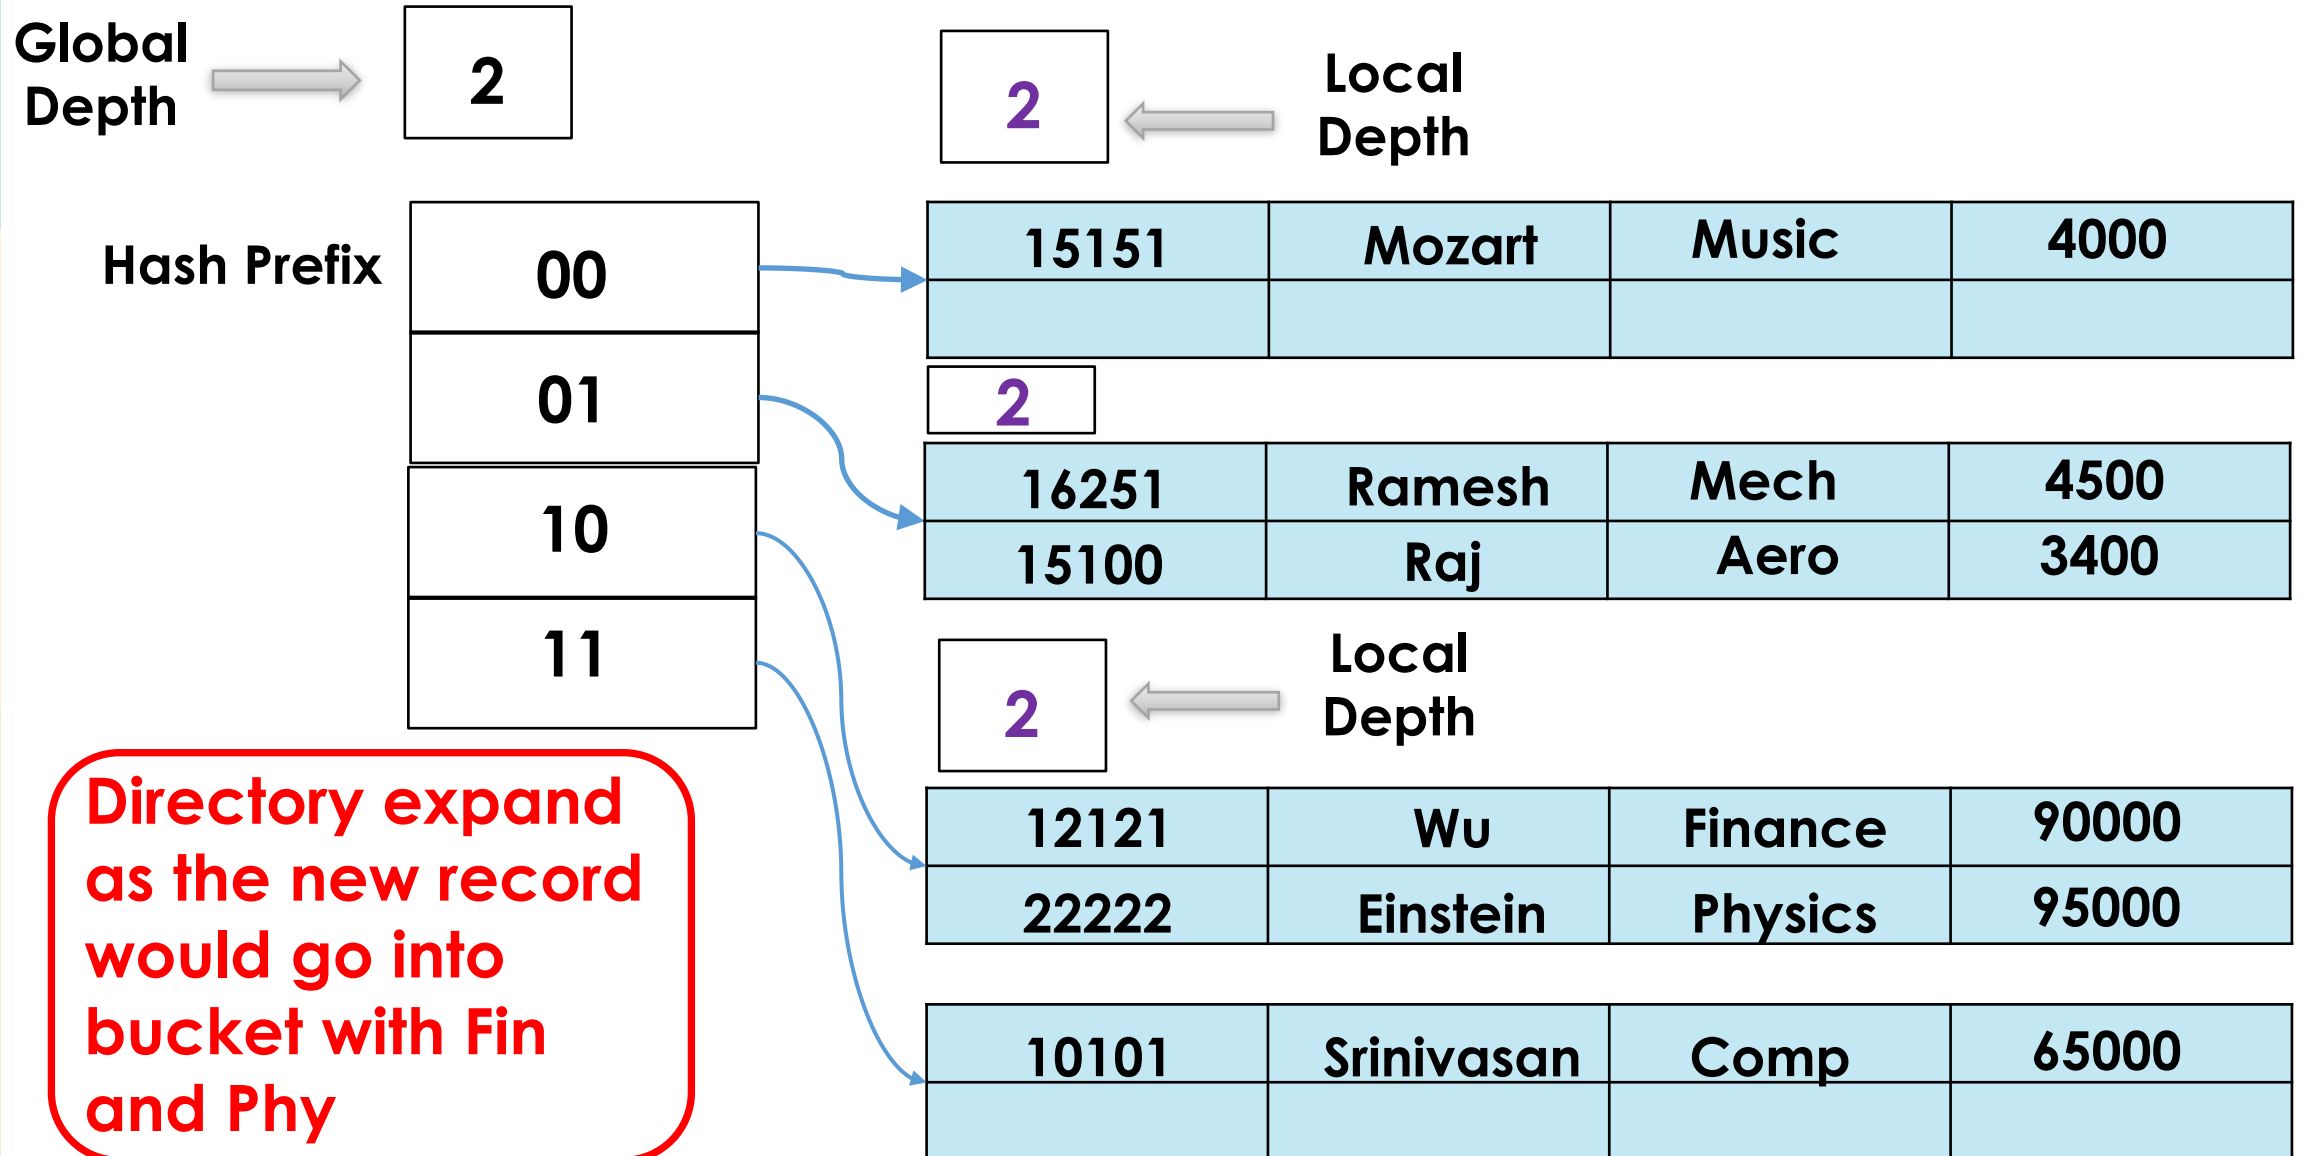 Global
Depth
2
2
Local
Depth
Hash Prefix
00
15151 Mozart Music 4000
01
2
16251 Ramesh Mech 4500
10
15100 Raj Aero 3400
11
2
Local
Depth
Directory expand
as the new record
would go into
bucket with Fin
and Phy
12121 Wu Finance 90000
22222 Einstein Physics 95000
10101 Srinivasan Comp 65000